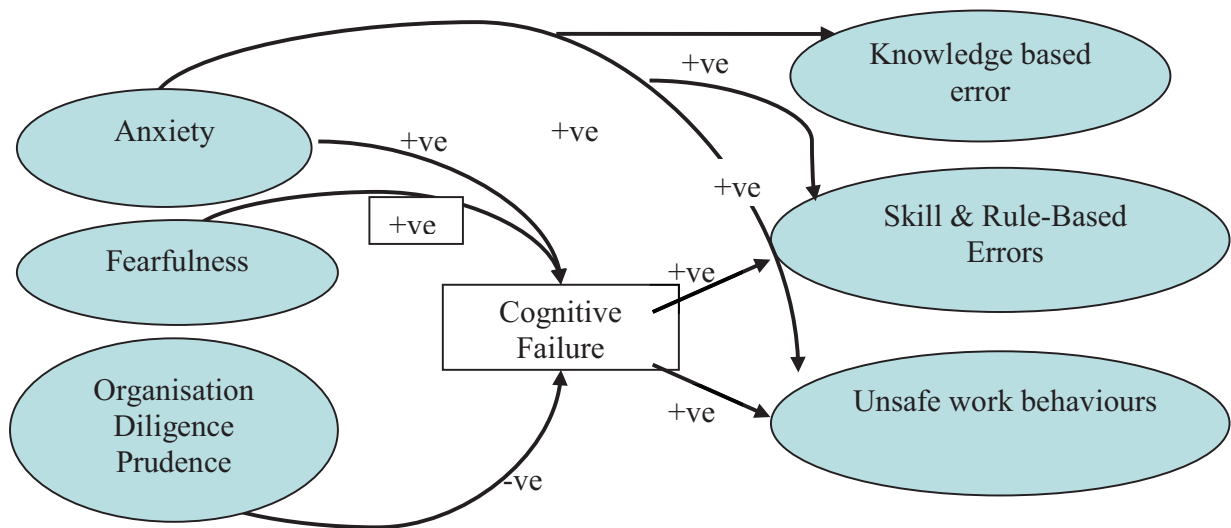 Knowledge based
error
+ve
Anxiety
+ve
+ve
+ve
Skill & Rule-Based
Errors
+ve
Fearfulness
+ve
Cognitive
Failure
Unsafe work behaviours
+ve
Organisation
Diligence
Prudence
-ve